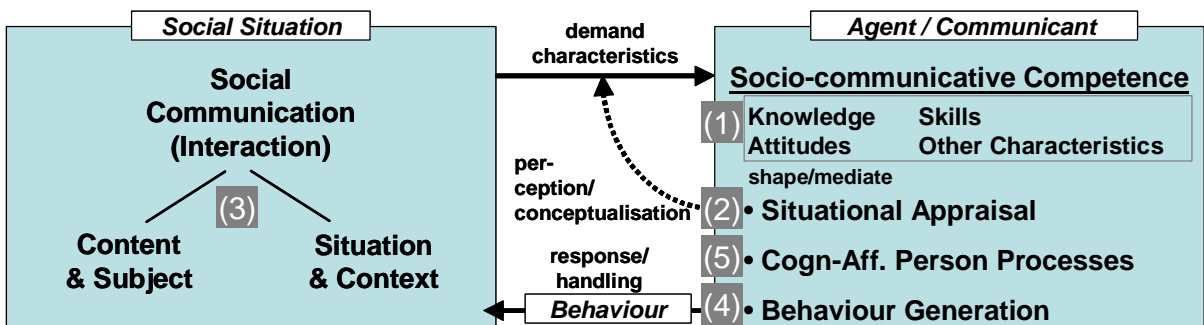 Social Situation
Social
Communication
(Interaction)
(3)
Content
& Subject
Situation
& Context
demand
characteristics
per-
ception/
conceptualisation
response/
handling
Behaviour
Agent / Communicant
Socio-communicative Competence
(1) Knowledge Skills
Attitudes Other Characteristics
shape/mediate
(2) • Situational Appraisal
(5) • Cogn-Aff. Person Processes
(4) • Behaviour Generation